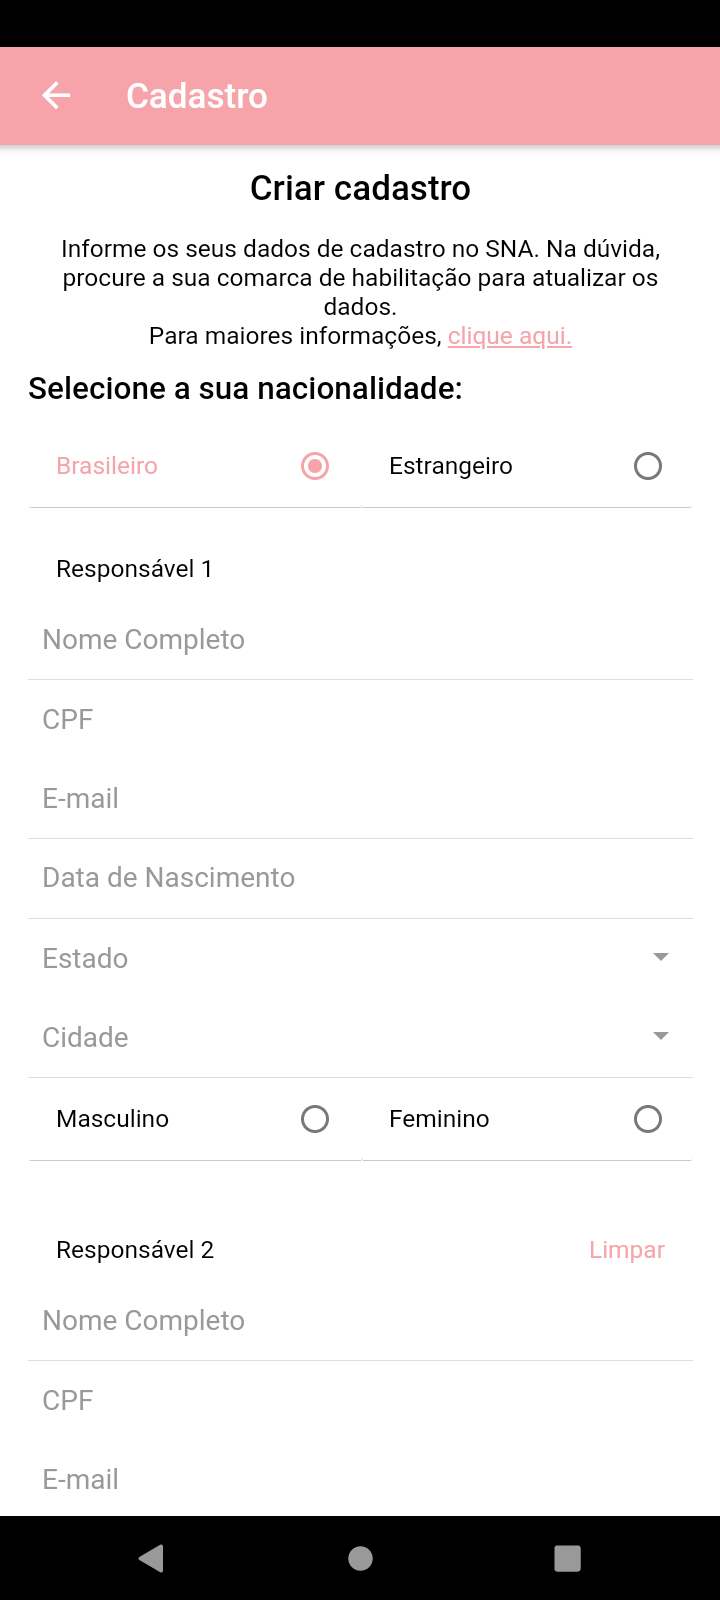 Cadastro
Criar cadastro
Informe os seus dados de cadastro no SNA. Na dúvida,
procure a sua comarca de habilitação para atualizar os
dados.
Para maiores informações, clique aqui.
Selecione a sua nacionalidade:
Brasileiro Estrangeiro
Responsável 1
Nome Completo
CPF
E-mail
Data de Nascimento
Estado
Cidade
Masculino Feminino
Responsável 2 Limpar
Nome Completo
CPF
E-mail